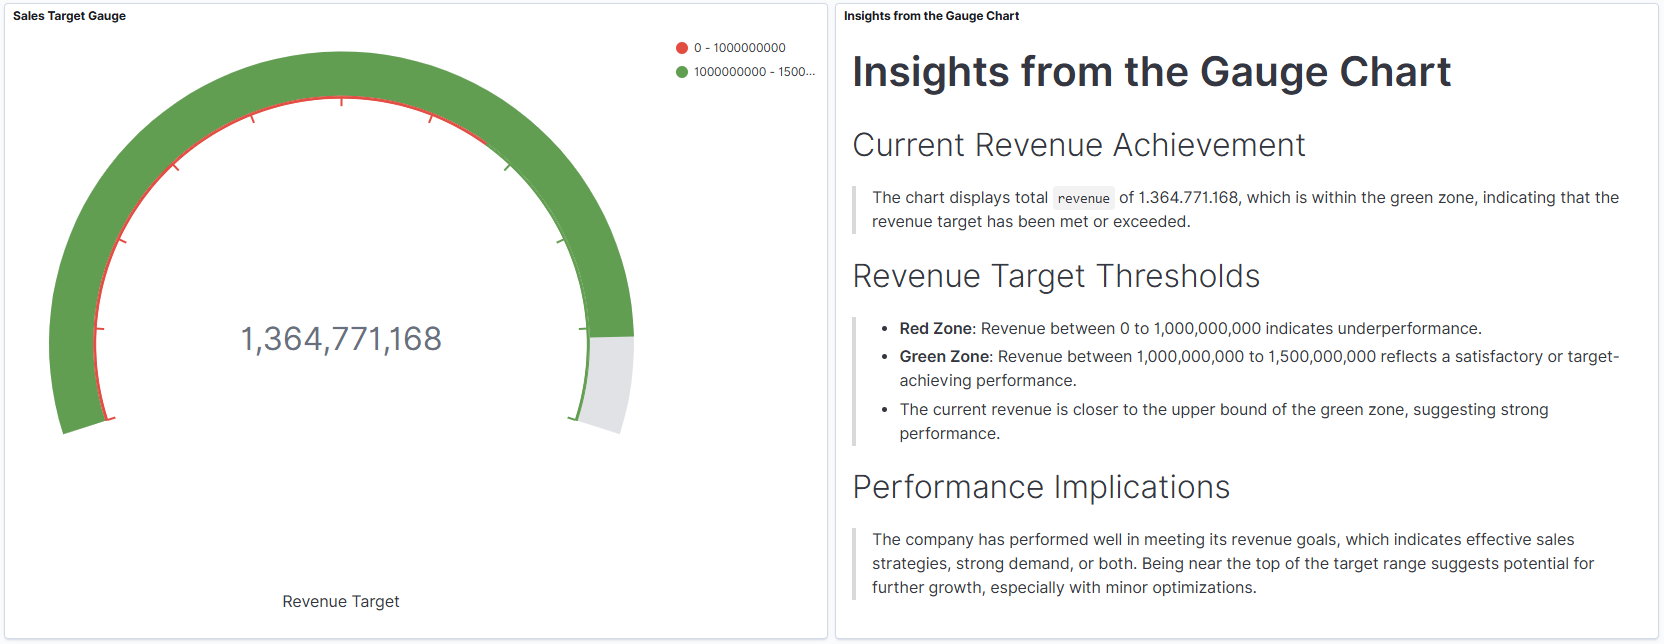 Sales Target Gauge
0 - 1000000000
1000000000 - 1500...
1,364,771,168
Revenue Target
Insights from the Gauge Chart
Insights from the Gauge Chart
Current Revenue Achievement
The chart displays total revenue of 1.364.771.168, which is within the green zone, indicating that the
revenue target has been met or exceeded.
Revenue Target Thresholds
• Red Zone: Revenue between 0 to 1,000,000,000 indicates underperformance.
• Green Zone: Revenue between 1,000,000,000 to 1,500,000,000 reflects a satisfactory or target-
achieving performance.
• The current revenue is closer to the upper bound of the green zone, suggesting strong
performance.
Performance Implications
The company has performed well in meeting its revenue goals, which indicates effective sales
strategies, strong demand, or both. Being near the top of the target range suggests potential for
further growth, especially with minor optimizations.